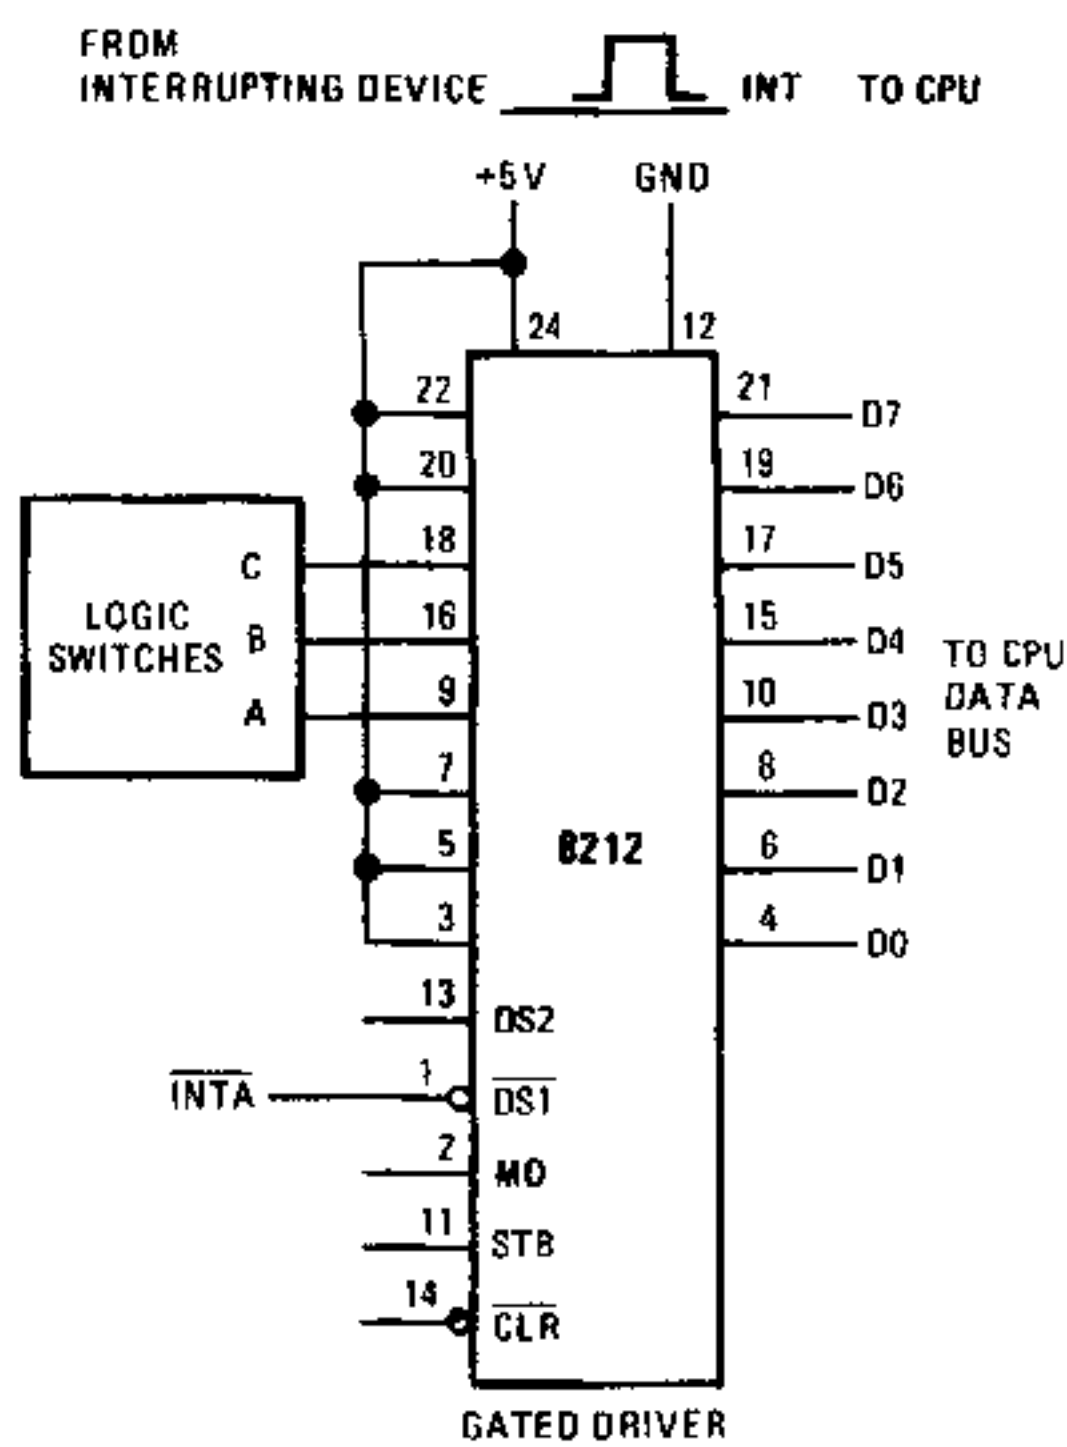 FROM
INTERRUPTING DEVICE INT TO CPU
+5V GND
24 12
22 21 D7
20 19 D6
C 18 17 D5
LOGIC
SWITCHES
B 16 15 D4
A 9 10 D3
TO CPU
DATA
BUS
7 8 D2
5 8212 6 D1
3 4 D0
13 DS2
INTA 1 DS1
2 MD
11 STB
14 CLR
GATED DRIVER